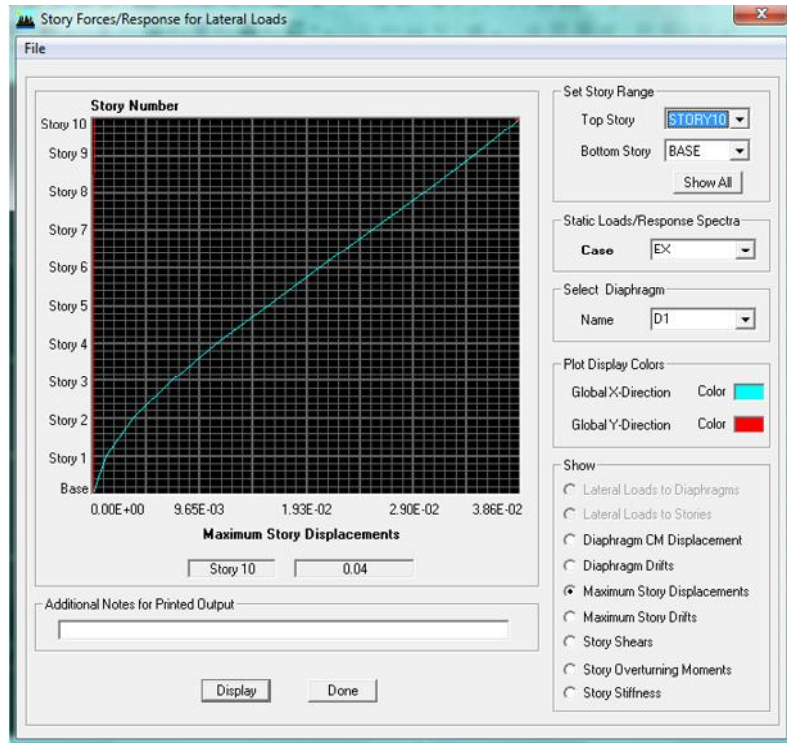 Story Forces/Response for Lateral Loads
File
Story Number
Story 10
Story 9
Story 8
Story 7
Story 6
Story 5
Story 4
Story 3
Story 2
Story 1
Base
0.00E+00 9.65E-03 1.93E-02 2.90E-02 3.86E-02
Maximum Story Displacements
Story 10 0.04
Additional Notes for Printed Output
Display Done
Set Story Range
Top Story STORY10
Bottom Story BASE
Show All
Static Loads/Response Spectra
Case EX
Select Diaphragm
Name D1
Plot Display Colors
Global X-Direction Color
Global Y-Direction Color
Show
Lateral Loads to Diaphragms
Lateral Loads to Stories
Diaphragm CM Displacement
Diaphragm Drifts
Maximum Story Displacements
Maximum Story Drifts
Story Shears
Story Overturning Moments
Story Stiffness